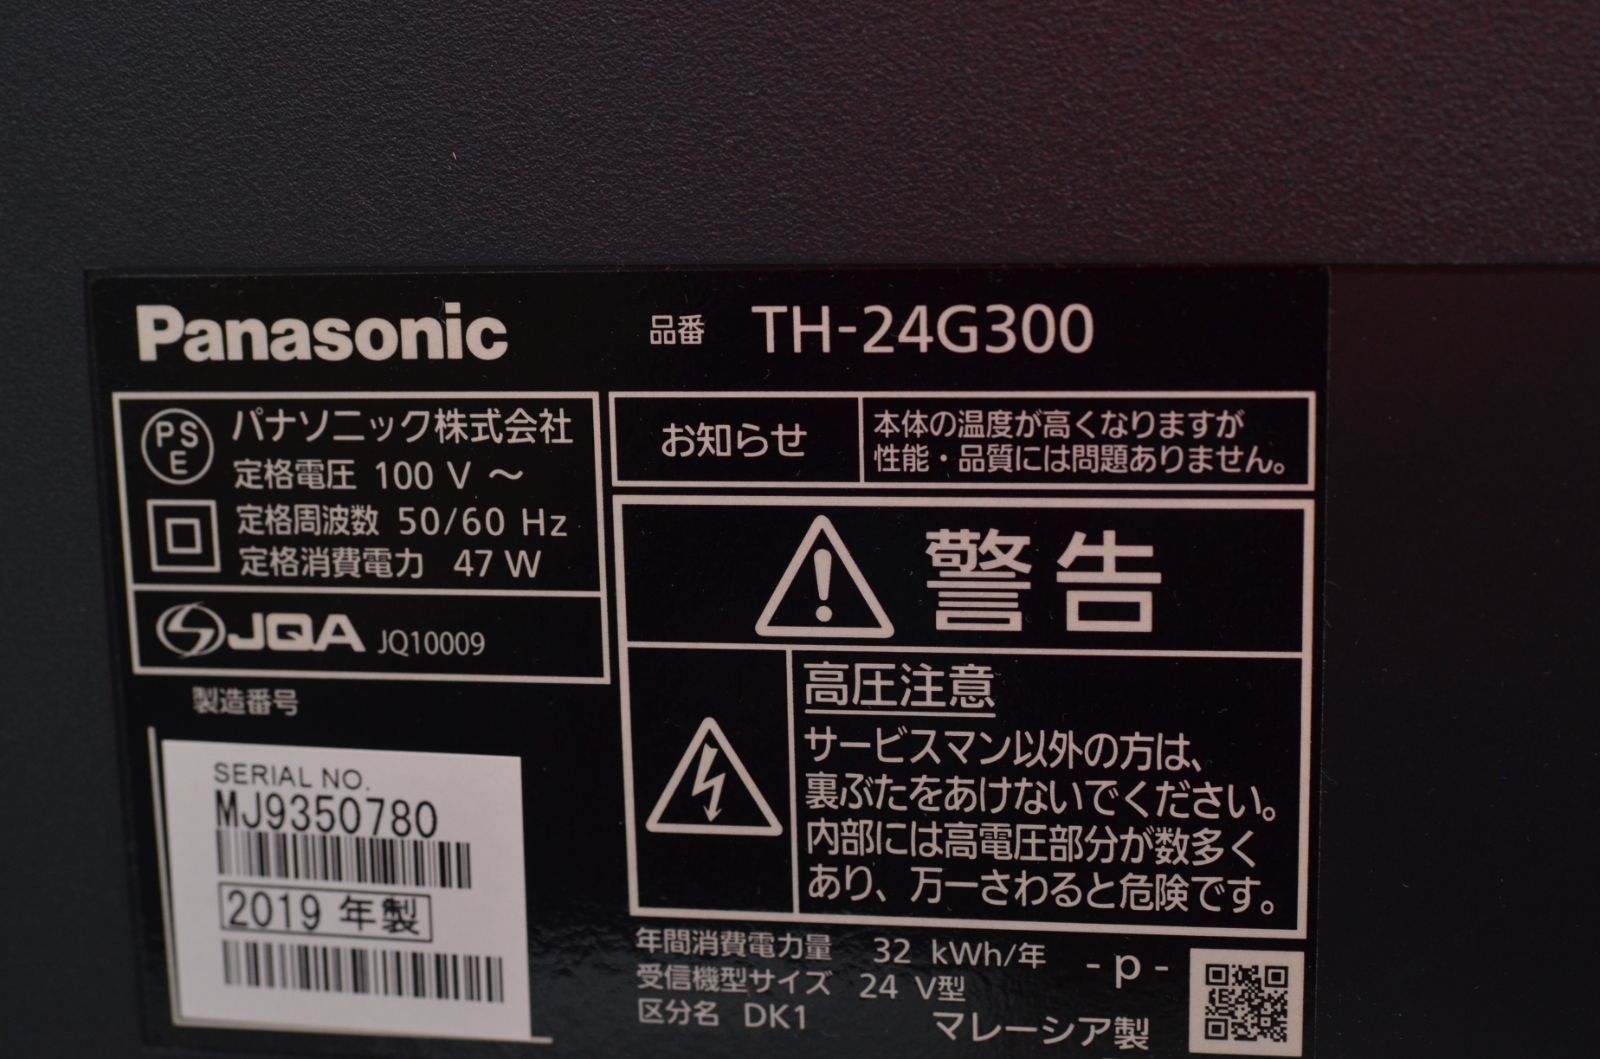 Panasonic
品番 TH-24G300
PSE
パナソニック株式会社
定格電圧 100 V ～
定格周波数 50/60 Hz
定格消費電力 47 W
JQA JQ10009
製造番号
SERIAL NO.
MJ9350780
2019 年製
お知らせ
本体の温度が高くなりますが
性能・品質には問題ありません。
警告
高圧注意
サービスマン以外の方は、
裏ぶたをあけないでください。
内部には高電圧部分が数多く
あり、万一さわると危険です。
年間消費電力量 32 kWh/年
受信機型サイズ 24 V型
区分名 DK1
- p -
マレーシア製